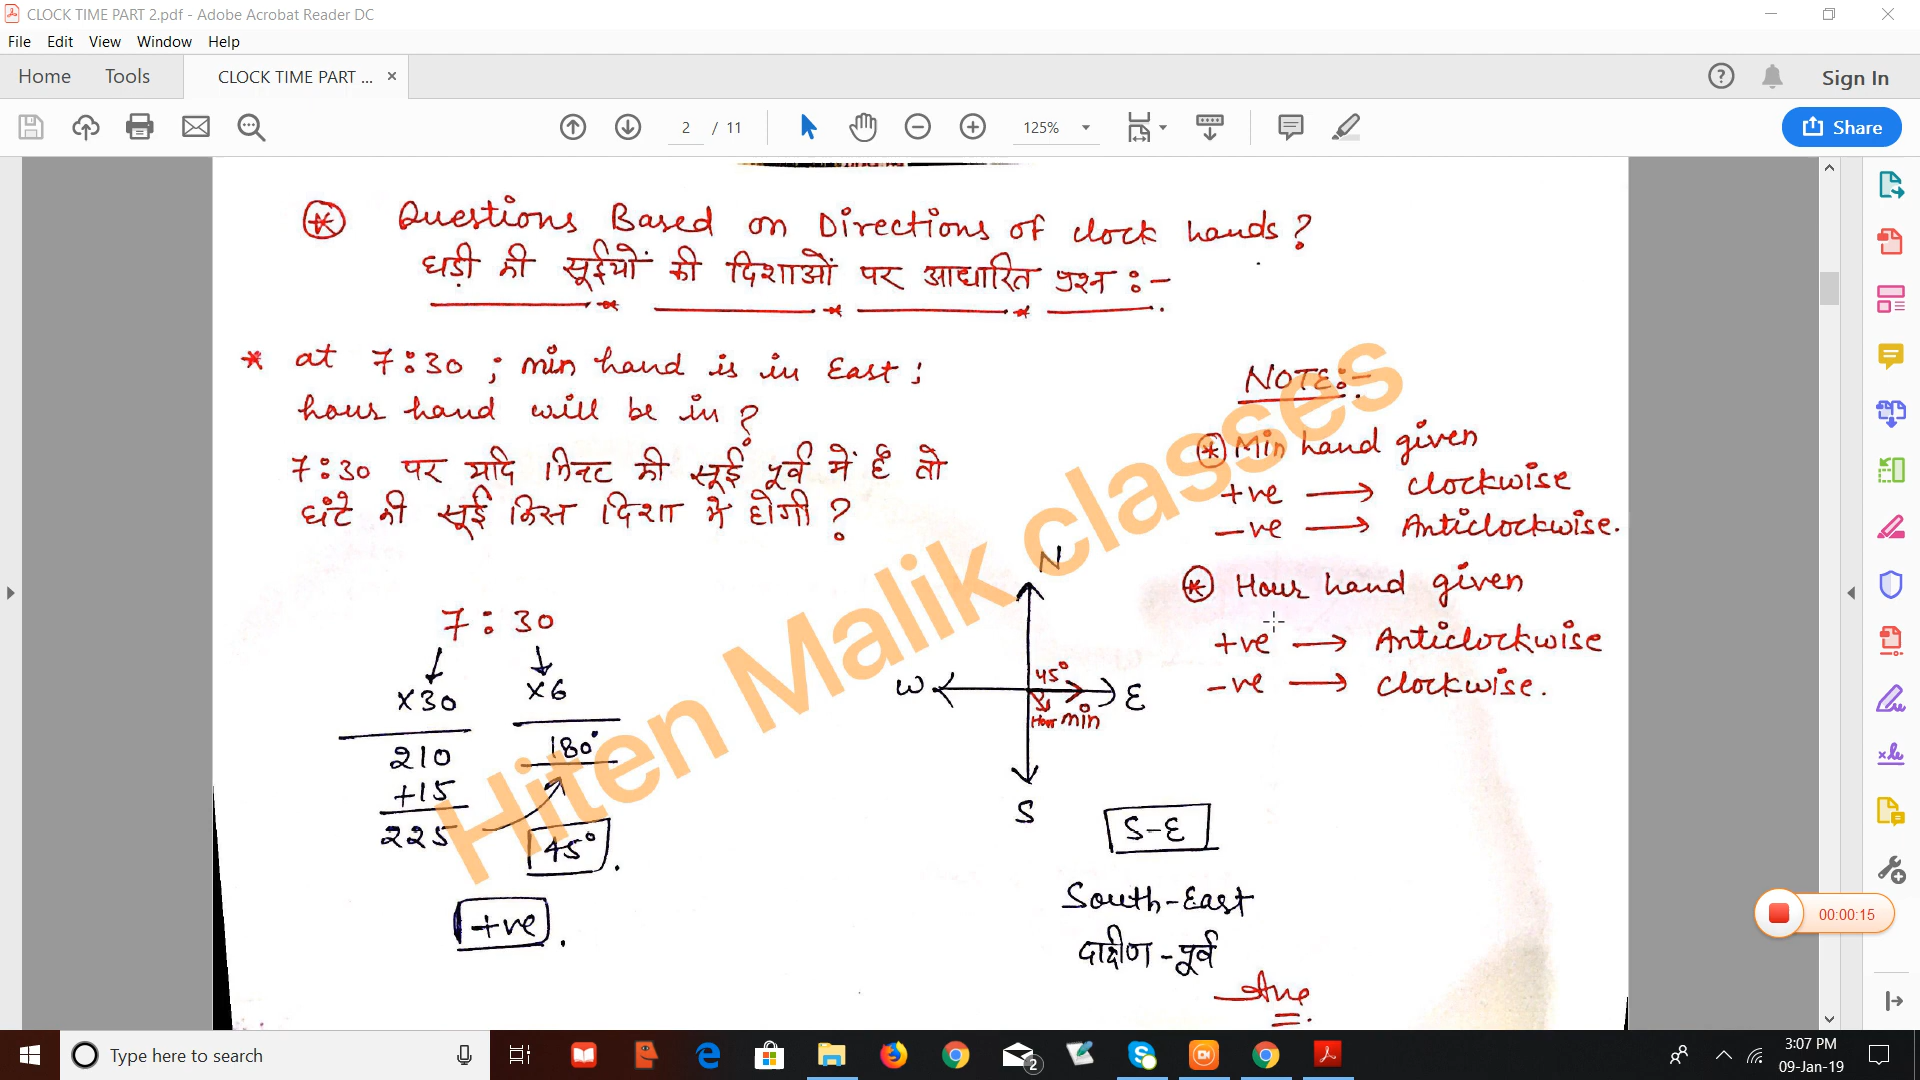 CLOCK TIME PART 2.pdf - Adobe Acrobat Reader DC
File Edit View Window Help
Home Tools CLOCK TIME PART ... × Sign In
2 / 11 125% Share
* Questions Based on Directions of clock hands?
घड़ी की सूईयों की दिशाओं पर आधारित प्रश्न :-
* at 7:30 ; min hand is in East ;
hour hand will be in ?
7:30 पर यदि मिनट की सूई पूर्व में है तो
घंटे की सूई किस दिशा में होगी ?
NOTE:-
* Min hand given
+ve → clockwise
-ve → Anticlockwise.
* Hour hand given
+ve → Anticlockwise
-ve → clockwise.
7 : 30
×30 ×6
210 180°
+15
225 45°.
+ve.
N
W E
45°
Hour min
S
S-E
South-East
दाक्षीण-पूर्व
Ans
Hiten Malik classes
00:00:15
Type here to search
2
3:07 PM
09-Jan-19